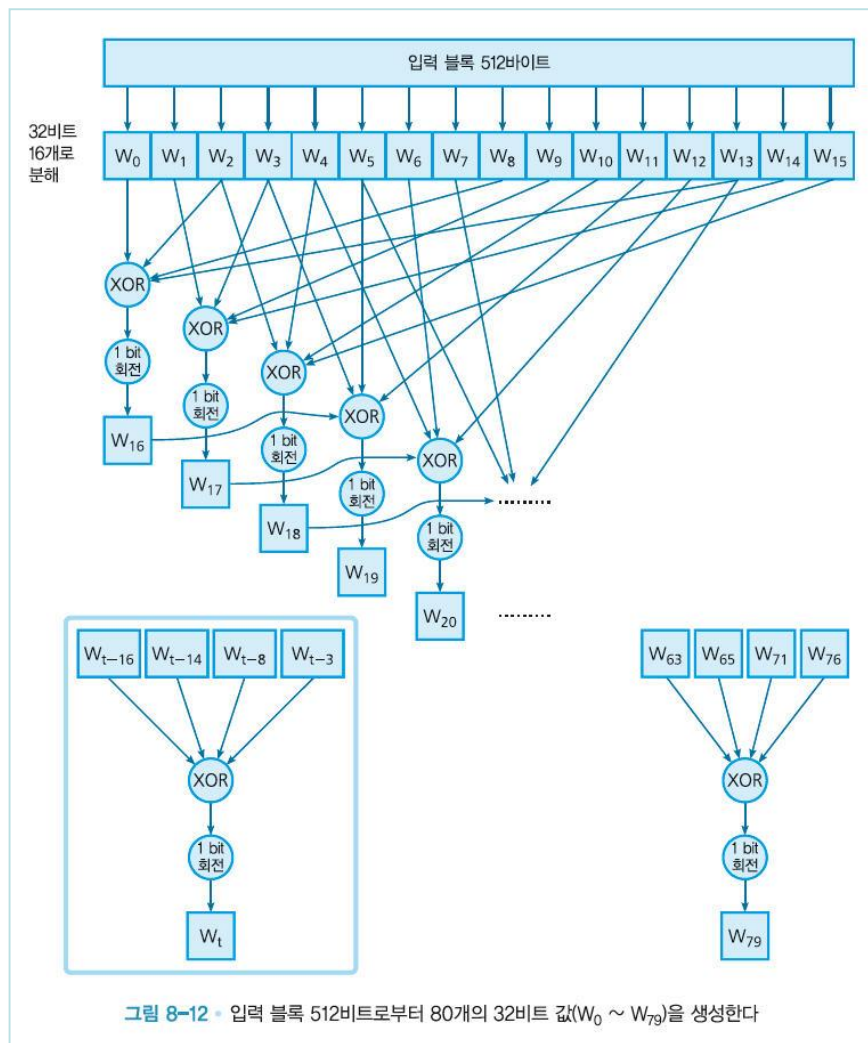 입력 블록 512바이트
32비트
16개로
분해
W₀ W₁ W₂ W₃ W₄ W₅ W₆ W₇ W₈ W₉ W₁₀ W₁₁ W₁₂ W₁₃ W₁₄ W₁₅
XOR
XOR
XOR
XOR
XOR
1 bit
회전
1 bit
회전
1 bit
회전
1 bit
회전
1 bit
회전
W₁₆
W₁₇
W₁₈
W₁₉
W₂₀
.........
.........
Wₜ₋₁₆ Wₜ₋₁₄ Wₜ₋₈ Wₜ₋₃
XOR
1 bit
회전
Wₜ
W₆₃ W₆₅ W₇₁ W₇₆
XOR
1 bit
회전
W₇₉
그림 8-12 • 입력 블록 512비트로부터 80개의 32비트 값(W₀ ~ W₇₉)을 생성한다